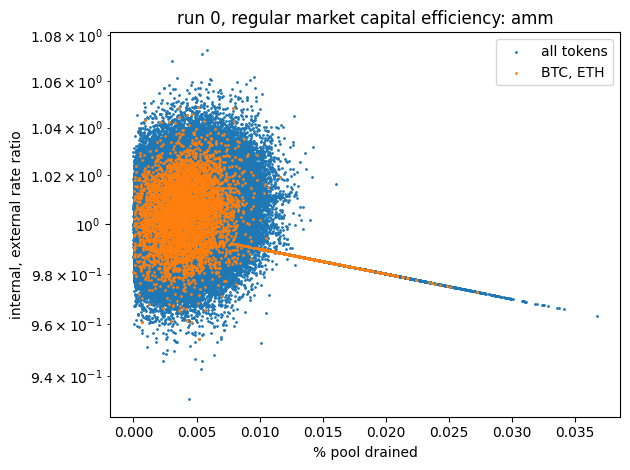 run 0, regular market capital efficiency: amm
all tokens
BTC, ETH
internal, external rate ratio
1.08 × 10⁰
1.06 × 10⁰
1.04 × 10⁰
1.02 × 10⁰
10⁰
9.8 × 10⁻¹
9.6 × 10⁻¹
9.4 × 10⁻¹
0.000 0.005 0.010 0.015 0.020 0.025 0.030 0.035
% pool drained